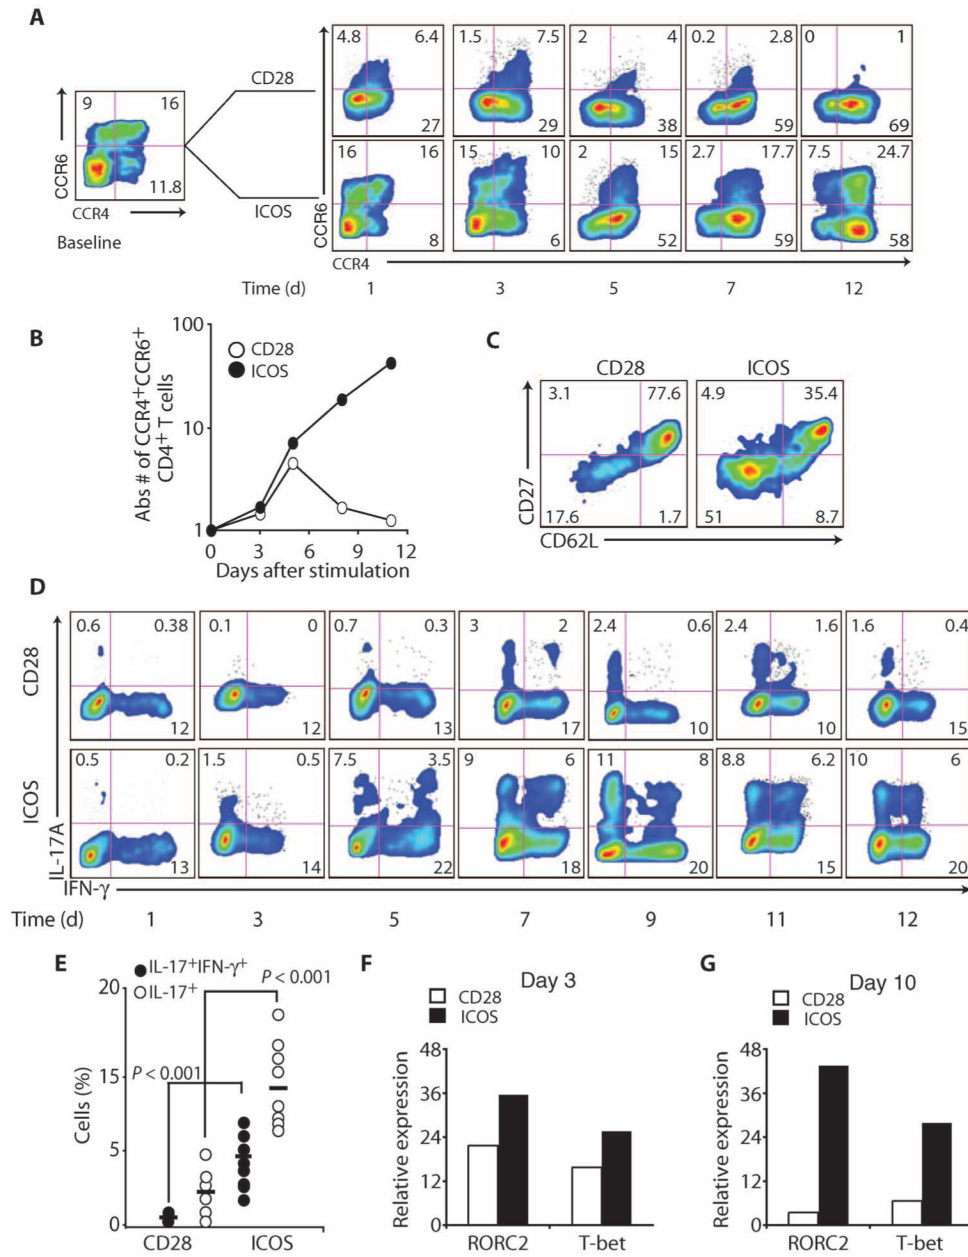 A
CD28
ICOS
9 16
11.8
CCR6
CCR4
Baseline
4.8 6.4
27
1.5 7.5
29
2 4
38
0.2 2.8
59
0 1
69
16 16
8
15 10
6
2 15
52
2.7 17.7
59
7.5 24.7
58
CCR6
CCR4
Time (d) 1 3 5 7 12
B
Abs # of CCR4+CCR6+
CD4+ T cells
100
10
1
CD28
ICOS
0 3 6 9 12
Days after stimulation
C
CD28 ICOS
3.1 77.6
17.6 1.7
4.9 35.4
51 8.7
CD27
CD62L
D
CD28
0.6 0.38
12
0.1 0
12
0.7 0.3
13
3 2
17
2.4 0.6
10
2.4 1.6
10
1.6 0.4
15
ICOS
0.5 0.2
13
1.5 0.5
14
7.5 3.5
22
9 6
18
11 8
20
8.8 6.2
15
10 6
20
IL-17A
IFN-γ
Time (d) 1 3 5 7 9 11 12
E
IL-17+IFN-γ+
IL-17+
P < 0.001
P < 0.001
Cells (%)
20
15
5
0
CD28 ICOS
F
Day 3
CD28
ICOS
Relative expression
48
36
24
12
0
RORC2 T-bet
G
Day 10
CD28
ICOS
Relative expression
48
36
24
12
0
RORC2 T-bet